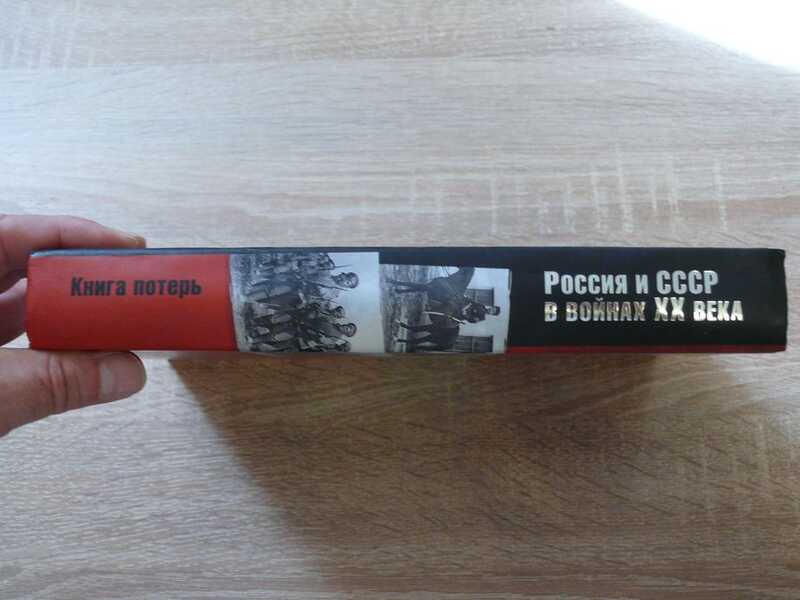 Книга потерь
Россия и СССР
в войнах XX века